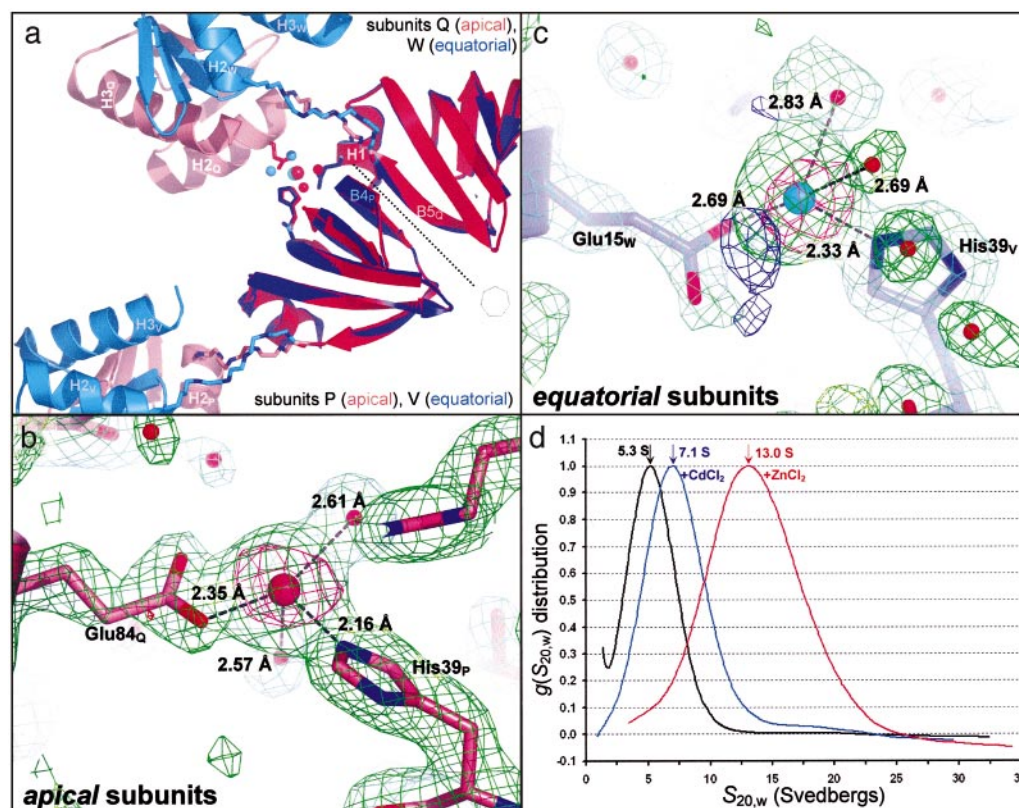 a
subunits Q (apical),
W (equatorial)
H3W
H2W
H3Q
H2Q
H1
B4P
B5Q
H3V
H2V
H2P
subunits P (apical), V (equatorial)
c
2.83 Å
2.69 Å
2.69 Å
2.33 Å
Glu15W
His39V
equatorial subunits
b
2.61 Å
2.35 Å
2.16 Å
Glu84Q
2.57 Å
His39P
apical subunits
d
5.3 S
7.1 S
+CdCl2
13.0 S
+ZnCl2
g(S20,w) distribution
1.1
1.0
0.9
0.8
0.7
0.6
0.5
0.4
0.3
0.2
0.1
0.0
-0.1
0 5 10 15 20 25 30 34
S20,w (Svedbergs)